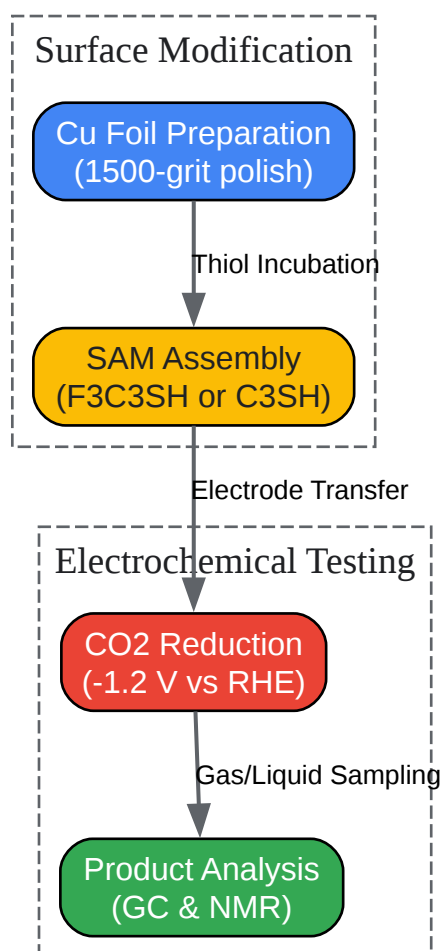 Surface Modification
Cu Foil Preparation
(1500-grit polish)
Thiol Incubation
SAM Assembly
(F3C3SH or C3SH)
Electrode Transfer
Electrochemical Testing
CO2 Reduction
(-1.2 V vs RHE)
Gas/Liquid Sampling
Product Analysis
(GC & NMR)